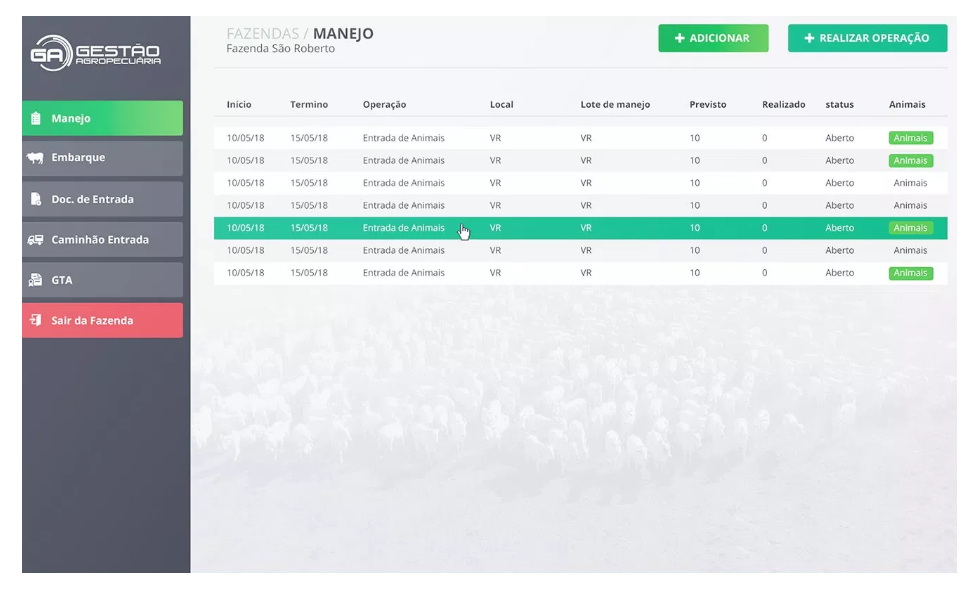 GA GESTÃO
AGROPECUÁRIA
Manejo
Embarque
Doc. de Entrada
Caminhão Entrada
GTA
Sair da Fazenda
FAZENDAS / MANEJO
Fazenda São Roberto
+ ADICIONAR
+ REALIZAR OPERAÇÃO
Início Termino Operação Local Lote de manejo Previsto Realizado status Animais
10/05/18 15/05/18 Entrada de Animais VR VR 10 0 Aberto Animais
10/05/18 15/05/18 Entrada de Animais VR VR 10 0 Aberto Animais
10/05/18 15/05/18 Entrada de Animais VR VR 10 0 Aberto Animais
10/05/18 15/05/18 Entrada de Animais VR VR 10 0 Aberto Animais
10/05/18 15/05/18 Entrada de Animais VR VR 10 0 Aberto Animais
10/05/18 15/05/18 Entrada de Animais VR VR 10 0 Aberto Animais
10/05/18 15/05/18 Entrada de Animais VR VR 10 0 Aberto Animais